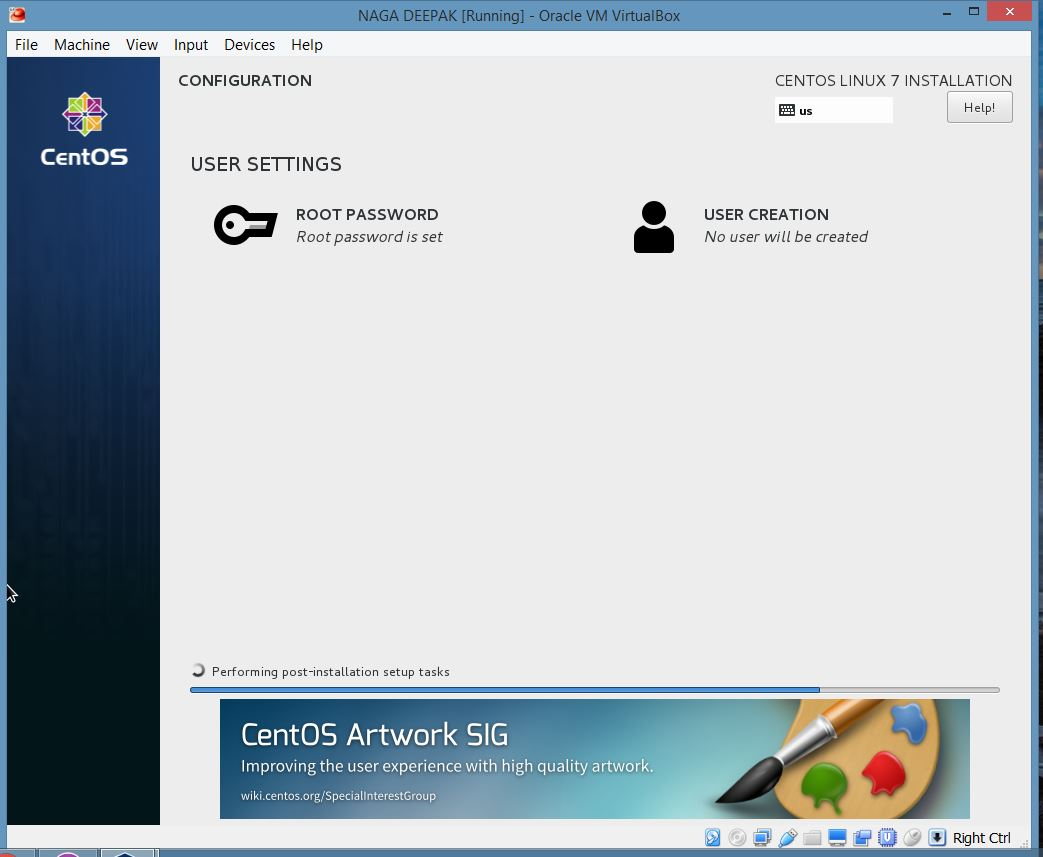 NAGA DEEPAK [Running] - Oracle VM VirtualBox
File Machine View Input Devices Help
CentOS
CONFIGURATION
CENTOS LINUX 7 INSTALLATION
us
Help!
USER SETTINGS
ROOT PASSWORD
Root password is set
USER CREATION
No user will be created
Performing post-installation setup tasks
CentOS Artwork SIG
Improving the user experience with high quality artwork.
wiki.centos.org/SpecialInterestGroup
Right Ctrl